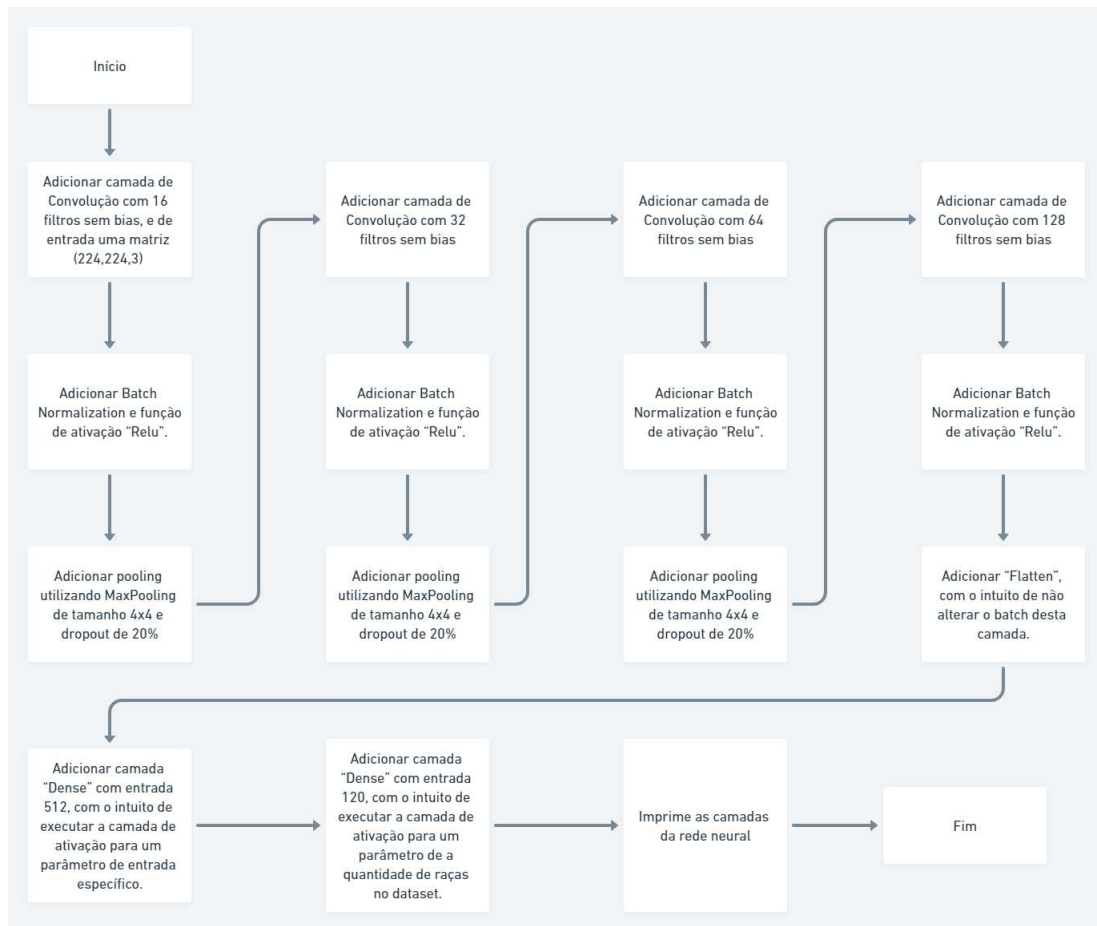 Início
Adicionar camada de
Convolução com 16
filtros sem bias, e de
entrada uma matriz
(224,224,3)
Adicionar Batch
Normalization e função
de ativação “Relu”.
Adicionar pooling
utilizando MaxPooling
de tamanho 4x4 e
dropout de 20%
Adicionar camada de
Convolução com 32
filtros sem bias
Adicionar Batch
Normalization e função
de ativação “Relu”.
Adicionar pooling
utilizando MaxPooling
de tamanho 4x4 e
dropout de 20%
Adicionar camada de
Convolução com 64
filtros sem bias
Adicionar Batch
Normalization e função
de ativação “Relu”.
Adicionar pooling
utilizando MaxPooling
de tamanho 4x4 e
dropout de 20%
Adicionar camada de
Convolução com 128
filtros sem bias
Adicionar Batch
Normalization e função
de ativação “Relu”.
Adicionar “Flatten”,
com o intuito de não
alterar o batch desta
camada.
Adicionar camada
“Dense” com entrada
512, com o intuito de
executar a camada de
ativação para um
parâmetro de entrada
específico.
Adicionar camada
“Dense” com entrada
120, com o intuito de
executar a camada de
ativação para um
parâmetro de a
quantidade de raças
no dataset.
Imprime as camadas
da rede neural
Fim